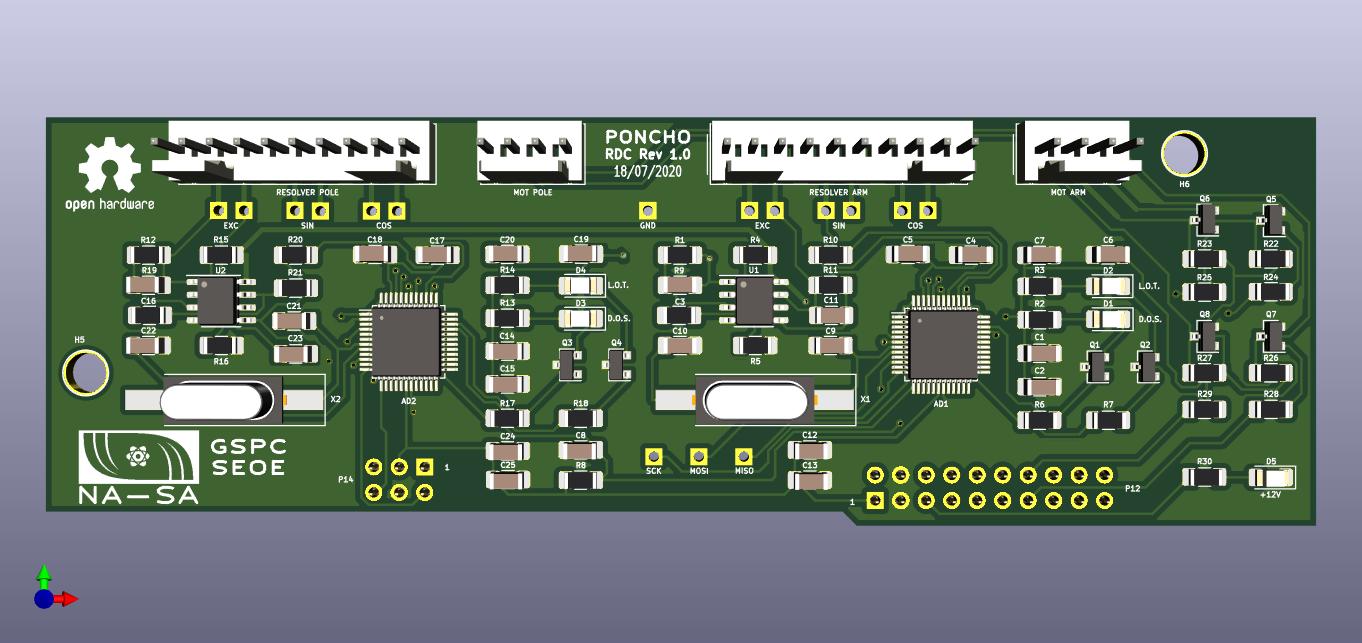 PONCHO
RDC Rev 1.0
18/07/2020
open hardware
RESOLVER POLE
MOT POLE
RESOLVER ARM
MOT ARM
H6
EXC
SIN
COS
GND
EXC
SIN
COS
Q6
Q5
R12
R15
R20
C18
C17
C20
C19
R1
R4
R10
C5
C4
C7
C6
R23
R22
R19
U2
R21
R14
D4
L.O.T.
R9
U1
R11
R3
D2
L.O.T.
R25
R24
C16
C21
R13
D3
D.O.S.
C3
C11
R2
D1
D.O.S.
Q8
Q7
H5
C22
R16
C23
C14
Q3
Q4
C10
R5
C9
C1
Q1
Q2
R27
R26
C15
C2
X2
AD2
R17
R18
X1
AD1
R6
R7
R29
R28
GSPC
SEOE
NA-SA
P14
1
C24
C8
C25
R8
SCK
MOSI
MISO
C12
C13
1
P12
R30
D5
+12V